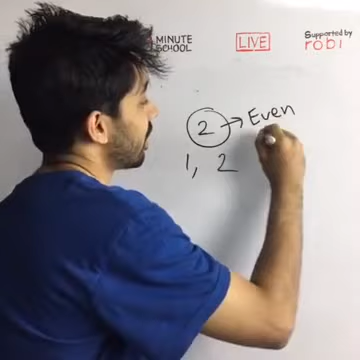 MINUTE
SCHOOL
LIVE
Supported by
robi
2 → Even
1, 2